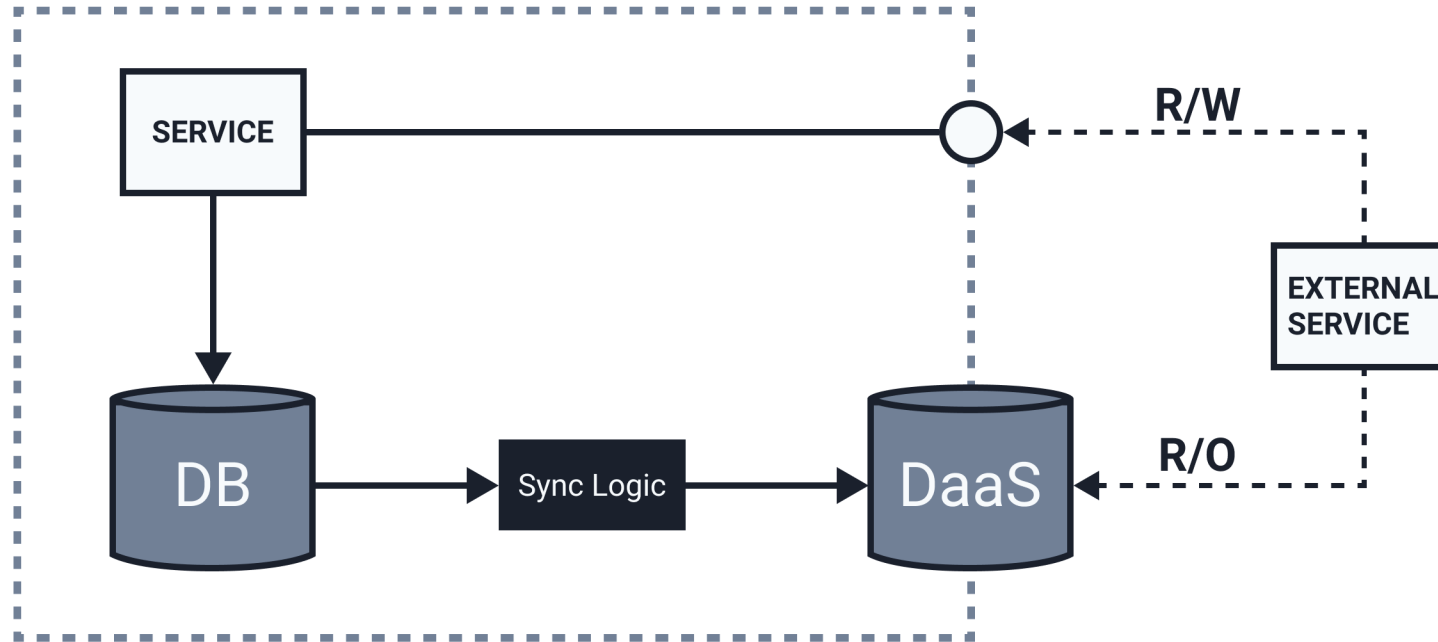 R/W
SERVICE
EXTERNAL
SERVICE
R/O
DB
Sync Logic
DaaS